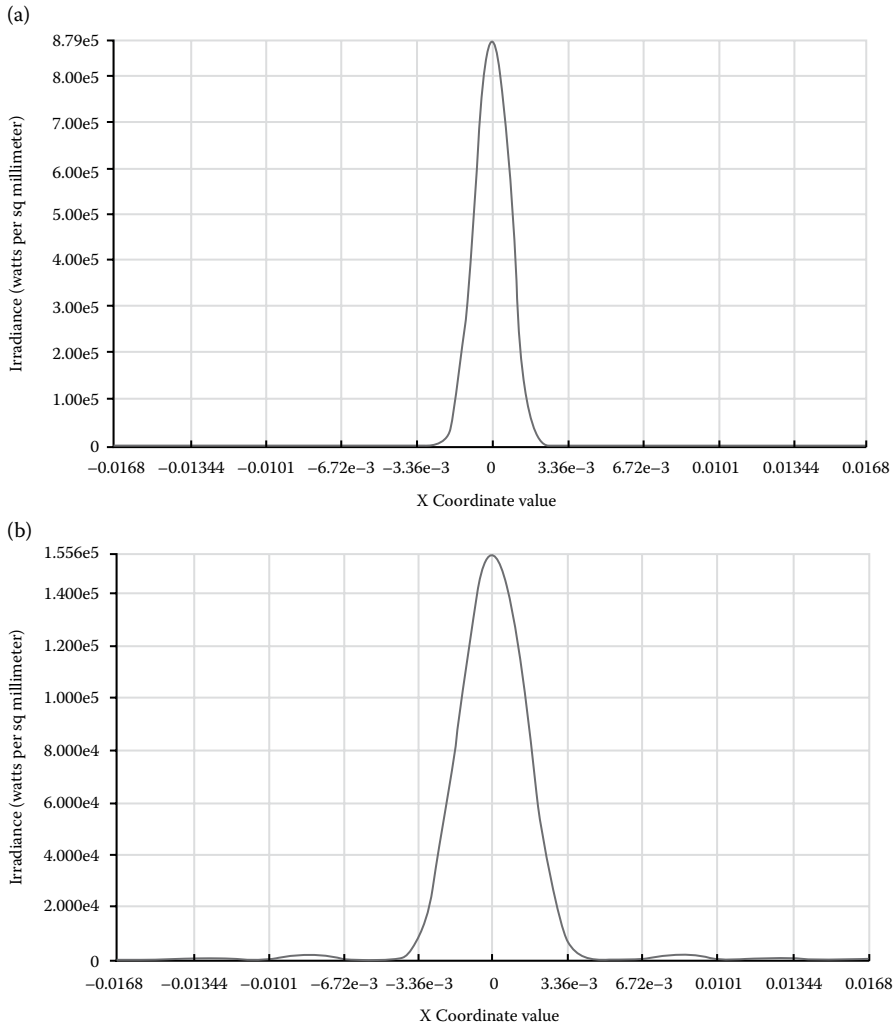 (a)
8.79e5
8.00e5
7.00e5
6.00e5
5.00e5
4.00e5
3.00e5
2.00e5
1.00e5
0
Irradiance (watts per sq millimeter)
−0.0168 −0.01344 −0.0101 −6.72e−3 −3.36e−3 0 3.36e−3 6.72e−3 0.0101 0.01344 0.0168
X Coordinate value
(b)
1.556e5
1.400e5
1.200e5
1.000e5
8.000e4
6.000e4
4.000e4
2.000e4
0
Irradiance (watts per sq millimeter)
−0.0168 −0.01344 −0.0101 −6.72e−3 −3.36e−3 0 3.36e−3 6.72e−3 0.0101 0.01344 0.0168
X Coordinate value